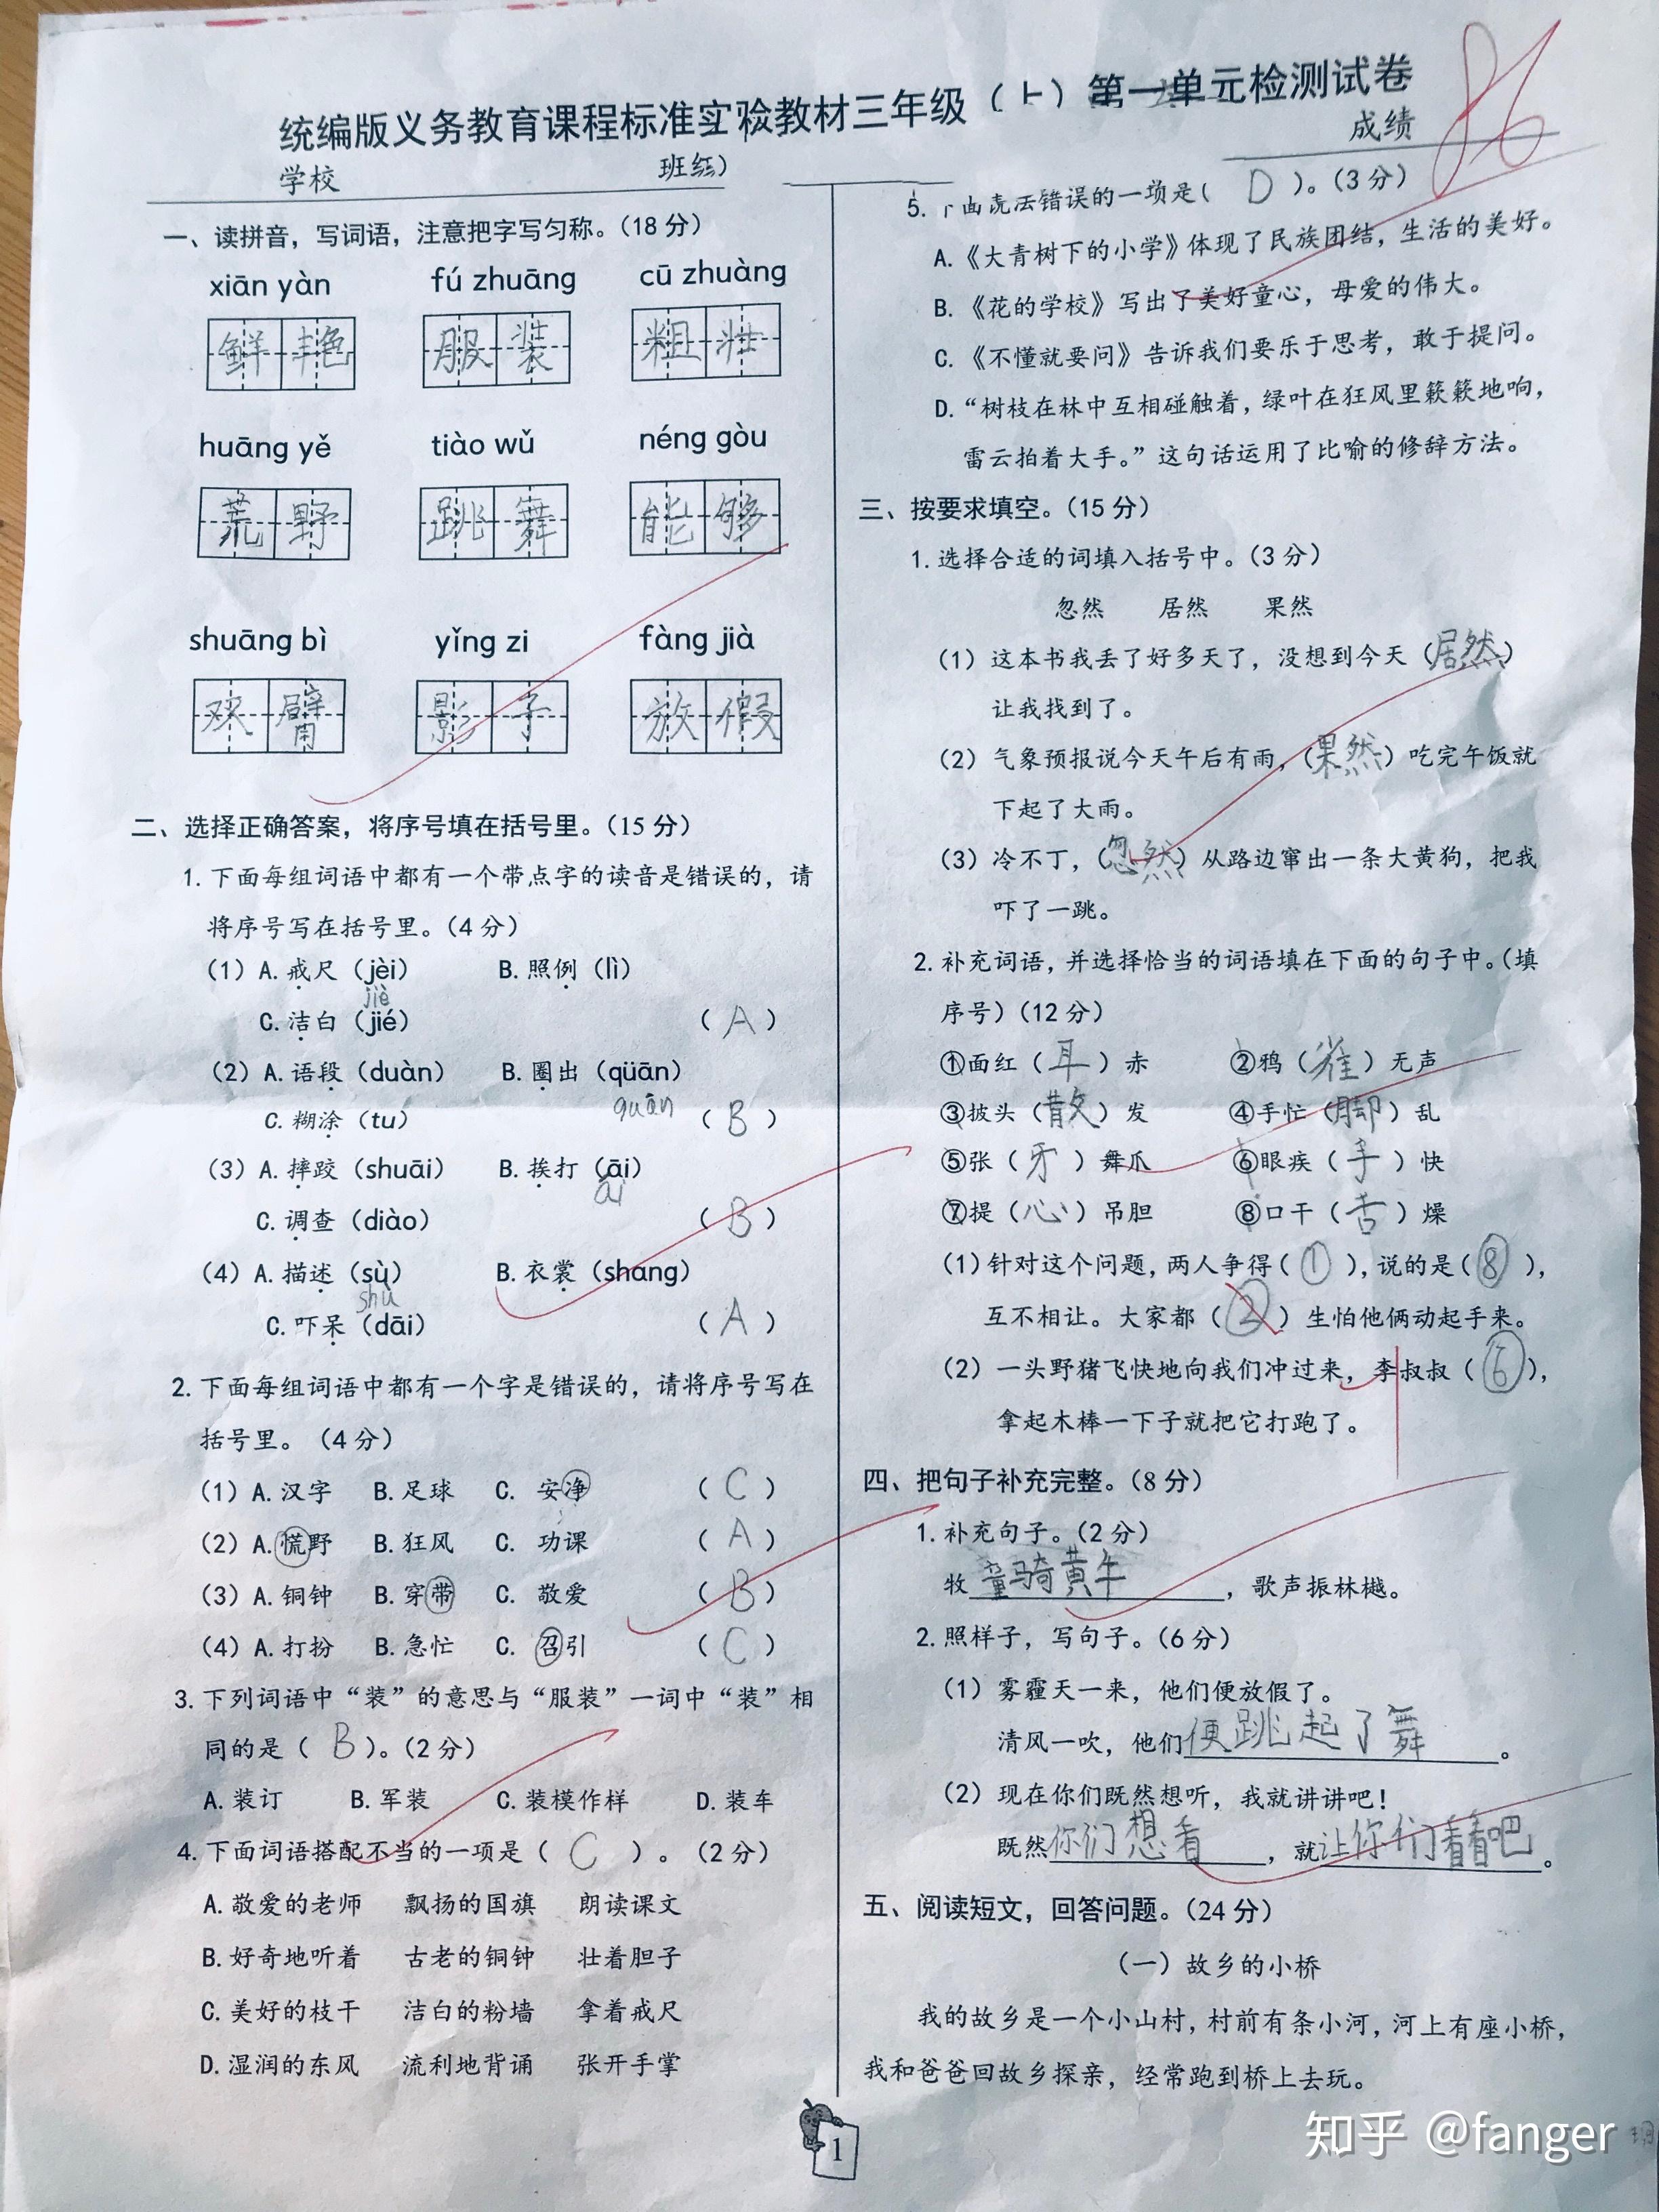 统编版义务教育课程标准实验教材三年级（上）第一单元检测试卷
学校 班级 成绩 86
一、读拼音，写词语，注意把字写匀称。（18分）
xiān yàn fú zhuāng cū zhuàng
鲜艳 服装 粗壮
huāng yě tiào wǔ néng gòu
荒野 跳舞 能够
shuāng bì yǐng zi fàng jià
双臂 影子 放假
二、选择正确答案，将序号填在括号里。（15分）
1.下面每组词语中都有一个带点字的读音是错误的，请
将序号写在括号里。（4分）
（1）A.戒尺（jèi） B.照例（lì）
jiè
C.洁白（jié） （ A ）
（2）A.语段（duàn） B.圈出（qüān）
quān
C.糊涂（tu） （ B ）
（3）A.摔跤（shuāi） B.挨打（āi）
ái
C.调查（diào） （ B ）
（4）A.描述（sù） B.衣裳（shang）
shù
C.吓呆（dāi） （ A ）
2.下面每组词语中都有一个字是错误的，请将序号写在
括号里。（4分）
（1）A.汉字 B.足球 C.安净 （ C ）
（2）A.慌野 B.狂风 C.功课 （ A ）
（3）A.铜钟 B.穿带 C.敬爱 （ B ）
（4）A.打扮 B.急忙 C.召引 （ C ）
3.下列词语中“装”的意思与“服装”一词中“装”相
同的是（ B ）。（2分）
A.装订 B.军装 C.装模作样 D.装车
4.下面词语搭配不当的一项是（ C ）。（2分）
A.敬爱的老师 飘扬的国旗 朗读课文
B.好奇地听着 古老的铜钟 壮着胆子
C.美好的枝干 洁白的粉墙 拿着戒尺
D.湿润的东风 流利地背诵 张开手掌
5.下面说法错误的一项是（ D ）。（3分）
A.《大青树下的小学》体现了民族团结，生活的美好。
B.《花的学校》写出了美好童心，母爱的伟大。
C.《不懂就要问》告诉我们要乐于思考，敢于提问。
D.“树枝在林中互相碰触着，绿叶在狂风里簌簌地响，
雷云拍着大手。”这句话运用了比喻的修辞方法。
三、按要求填空。（15分）
1.选择合适的词填入括号中。（3分）
忽然 居然 果然
（1）这本书我丢了好多天了，没想到今天（居然）
让我找到了。
（2）气象预报说今天午后有雨，（果然）吃完午饭就
下起了大雨。
（3）冷不丁，（忽然）从路边窜出一条大黄狗，把我
吓了一跳。
2.补充词语，并选择恰当的词语填在下面的句子中。（填
序号）（12分）
①面红（ 耳 ）赤 ②鸦（ 雀 ）无声
③披头（ 散 ）发 ④手忙（ 脚 ）乱
⑤张（ 牙 ）舞爪 ⑥眼疾（ 手 ）快
⑦提（ 心 ）吊胆 ⑧口干（ 舌 ）燥
（1）针对这个问题，两人争得（ ① ），说的是（ ⑧ ），
互不相让。大家都（ ② ）生怕他俩动起手来。
（2）一头野猪飞快地向我们冲过来，李叔叔（ ⑥ ），
拿起木棒一下子就把它打跑了。
四、把句子补充完整。（8分）
1.补充句子。（2分）
牧童骑黄牛，歌声振林樾。
2.照样子，写句子。（6分）
（1）雾霾天一来，他们便放假了。
清风一吹，他们便跳起了舞。
（2）现在你们既然想听，我就讲讲吧！
既然你们想看，就让你们看看吧。
五、阅读短文，回答问题。（24分）
（一）故乡的小桥
我的故乡是一个小山村，村前有条小河，河上有座小桥，
我和爸爸回故乡探亲，经常跑到桥上去玩。
1
知乎 @fanger